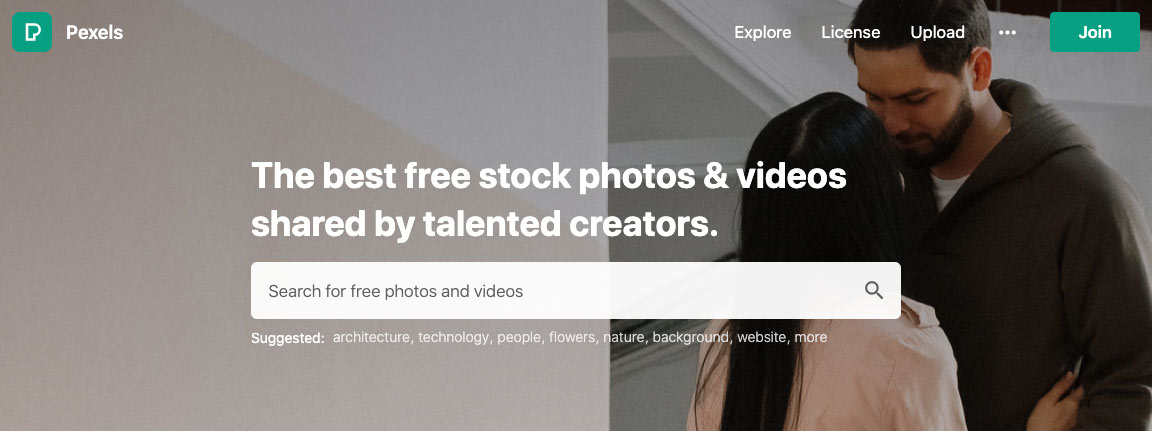 Pexels
Explore
License
Upload
Join
The best free stock photos & videos
shared by talented creators.
Search for free photos and videos
Suggested: architecture, technology, people, flowers, nature, background, website, more